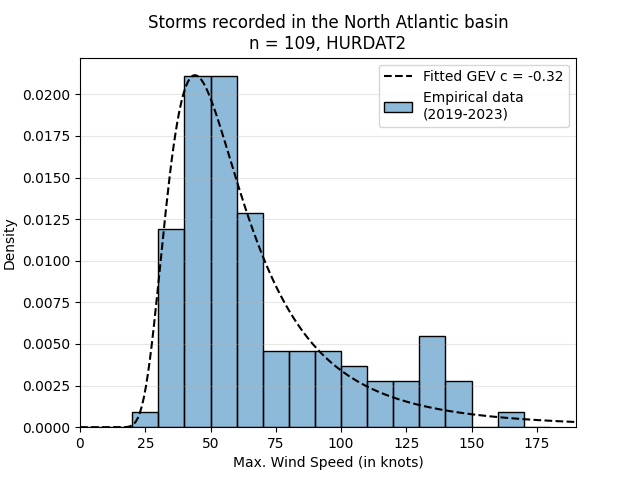 Storms recorded in the North Atlantic basin
n = 109, HURDAT2
Fitted GEV c = -0.32
Empirical data
(2019-2023)
Density
0.0200
0.0175
0.0150
0.0125
0.0100
0.0075
0.0050
0.0025
0.0000
0 25 50 75 100 125 150 175
Max. Wind Speed (in knots)